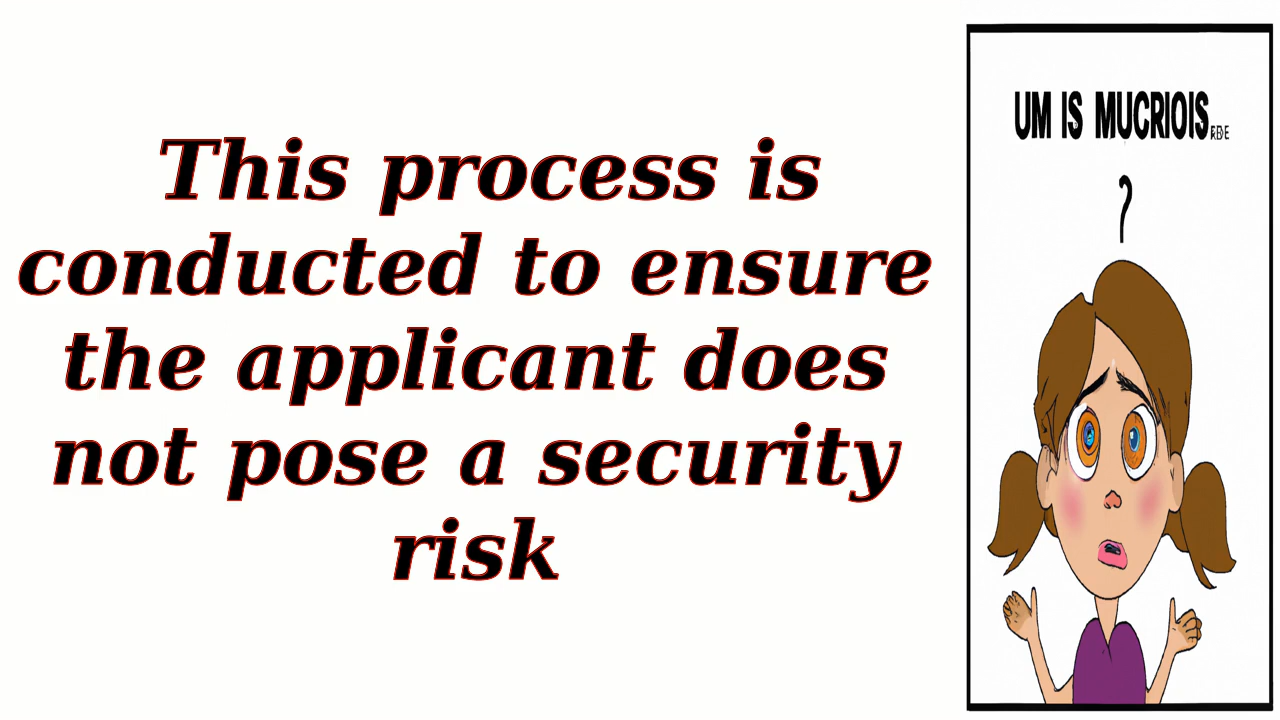 This process is
conducted to ensure
the applicant does
not pose a security
risk
UM IS MUCRIOIS
?